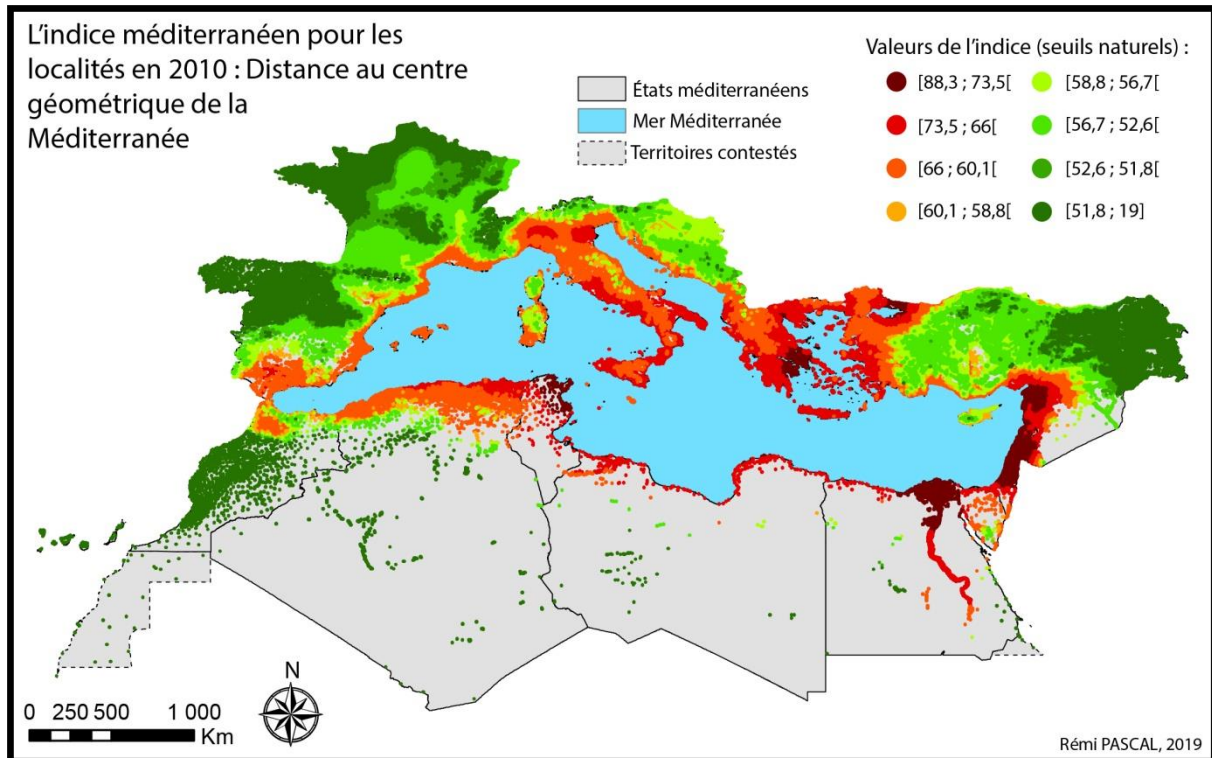 L'indice méditerranéen pour les
localités en 2010 : Distance au centre
géométrique de la
Méditerranée
États méditerranéens
Mer Méditerranée
Territoires contestés
Valeurs de l'indice (seuils naturels) :
[88,3 ; 73,5[
[73,5 ; 66[
[66 ; 60,1[
[60,1 ; 58,8[
[58,8 ; 56,7[
[56,7 ; 52,6[
[52,6 ; 51,8[
[51,8 ; 19]
0 250 500 1 000
Km
N
Rémi PASCAL, 2019